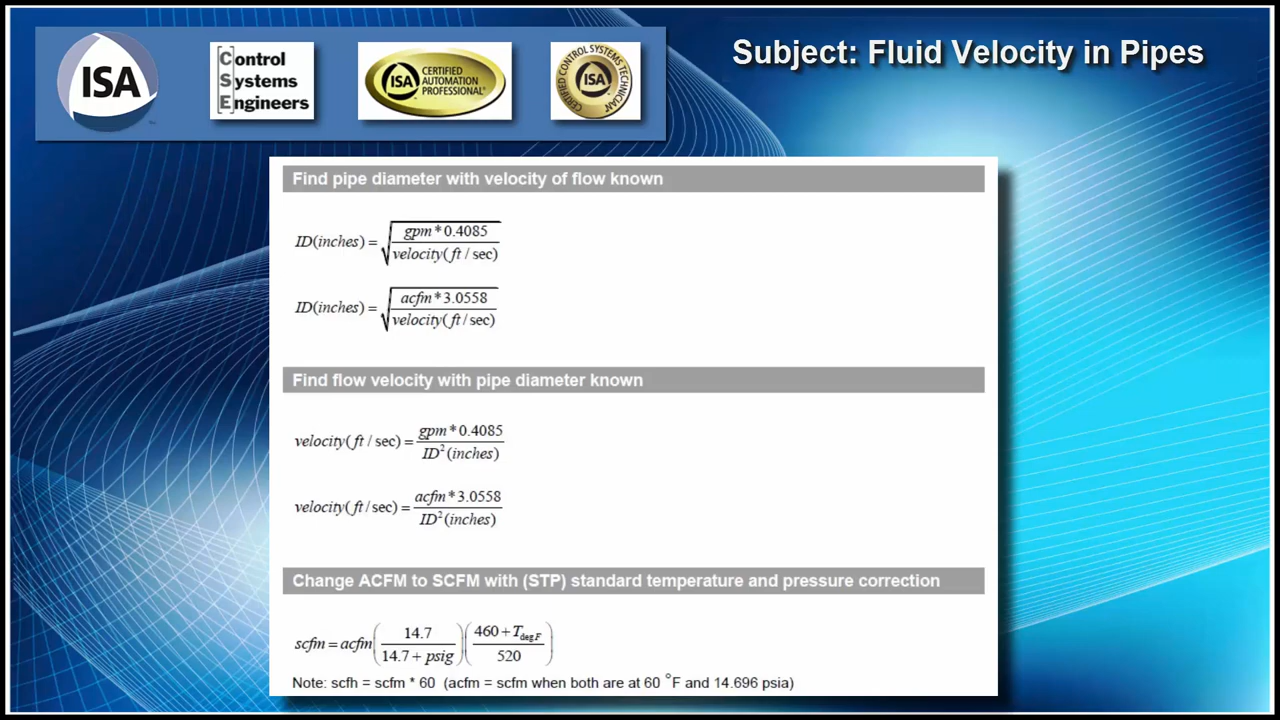 Subject: Fluid Velocity in Pipes
ISA
[C]ontrol
Systems
Engineers
ISA CERTIFIED AUTOMATION PROFESSIONAL®
CERTIFIED CONTROL SYSTEMS TECHNICIAN
ISA
Find pipe diameter with velocity of flow known
ID(inches) = √(gpm * 0.4085 / velocity(ft / sec))
ID(inches) = √(acfm * 3.0558 / velocity(ft / sec))
Find flow velocity with pipe diameter known
velocity(ft / sec) = gpm * 0.4085 / ID²(inches)
velocity(ft / sec) = acfm * 3.0558 / ID²(inches)
Change ACFM to SCFM with (STP) standard temperature and pressure correction
scfm = acfm (14.7 / 14.7 + psig) (460 + T deg F / 520)
Note: scfh = scfm * 60 (acfm = scfm when both are at 60 °F and 14.696 psia)